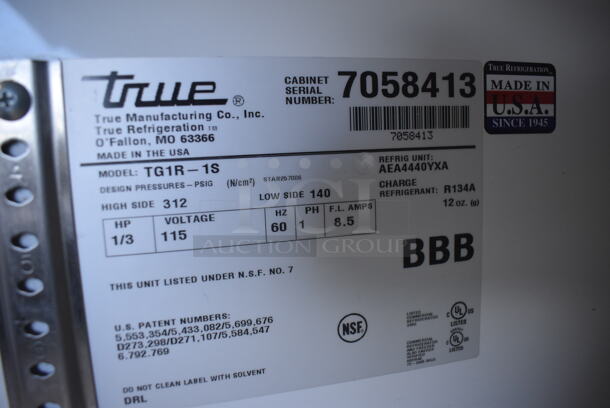 true ®
True Manufacturing Co., Inc.
True Refrigeration TM
O'Fallon, MO 63366
MADE IN THE USA
CABINET SERIAL NUMBER: 7058413
7058413
TRUE REFRIGERATION
MADE IN
U.S.A.
SINCE 1945
MODEL: TG1R-1S
DESIGN PRESSURES-PSIG (N/cm²) STAR257006
HIGH SIDE 312 LOW SIDE 140
REFRIG UNIT:
AEA4440YXA
CHARGE
REFRIGERANT: R134A
12 oz. (g)
HP VOLTAGE HZ PH F.L. AMPS
1/3 115 60 1 8.5
BBB
AUCTION GROUP
THIS UNIT LISTED UNDER N.S.F. NO. 7
U.S. PATENT NUMBERS:
5,553,354/5,433,082/5,699,676
D273,298/D271,107/5,584,547
6.792.769
NSF
UL
LISTED
UL
DO NOT CLEAN LABEL WITH SOLVENT
DRL